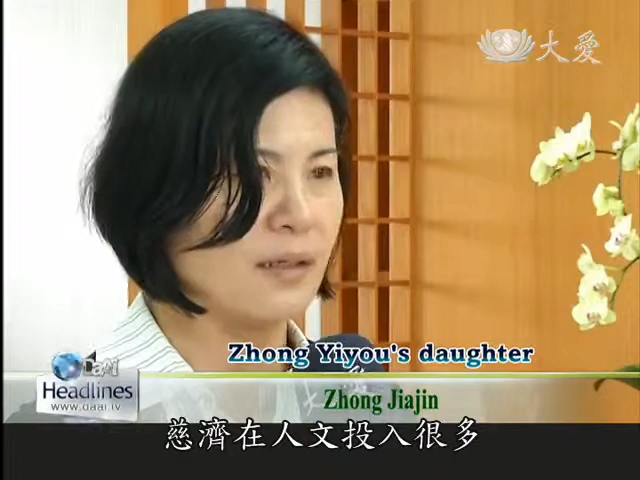 大愛
Zhong Yiyou's daughter
DaAi
Headlines
www.daai.tv
Zhong Jiajin
慈濟在人文投入很多